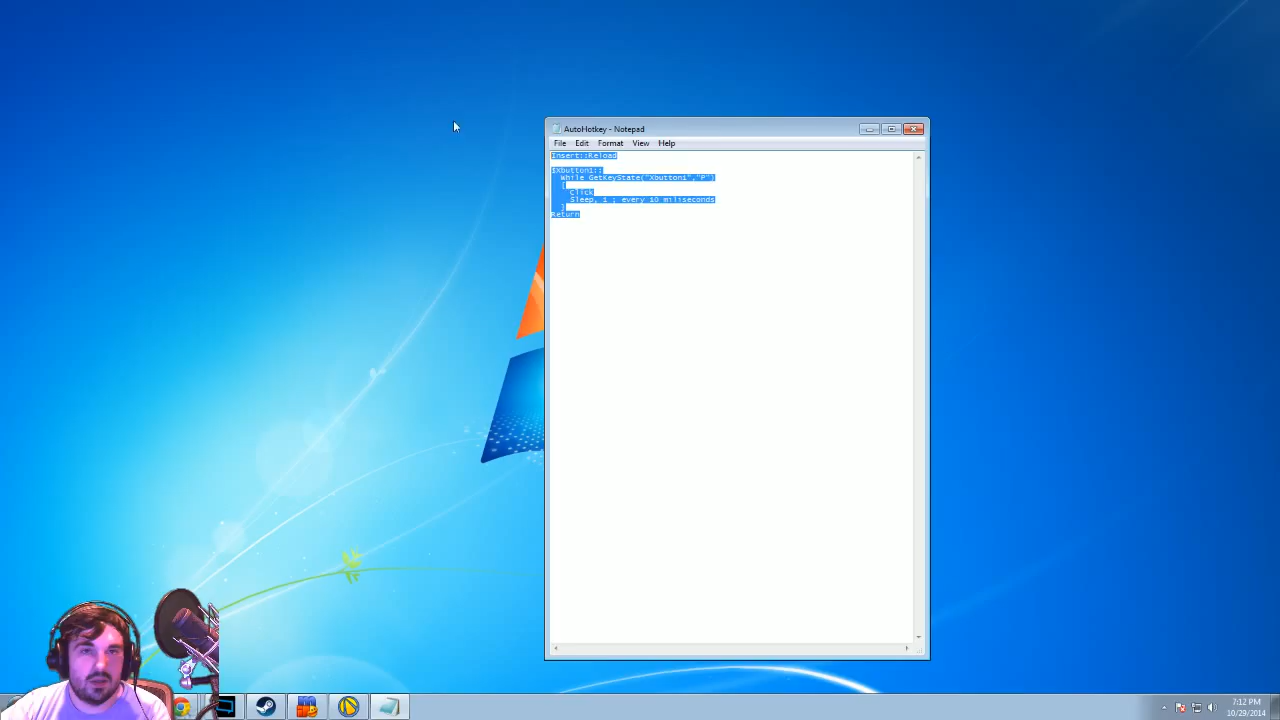 AutoHotkey - Notepad
File Edit Format View Help
Insert::Reload
$Xbutton1::
While GetKeyState("Xbutton1","P")
{
Click
Sleep, 1 ; every 10 miliseconds
}
Return
7:12 PM
10/29/2014